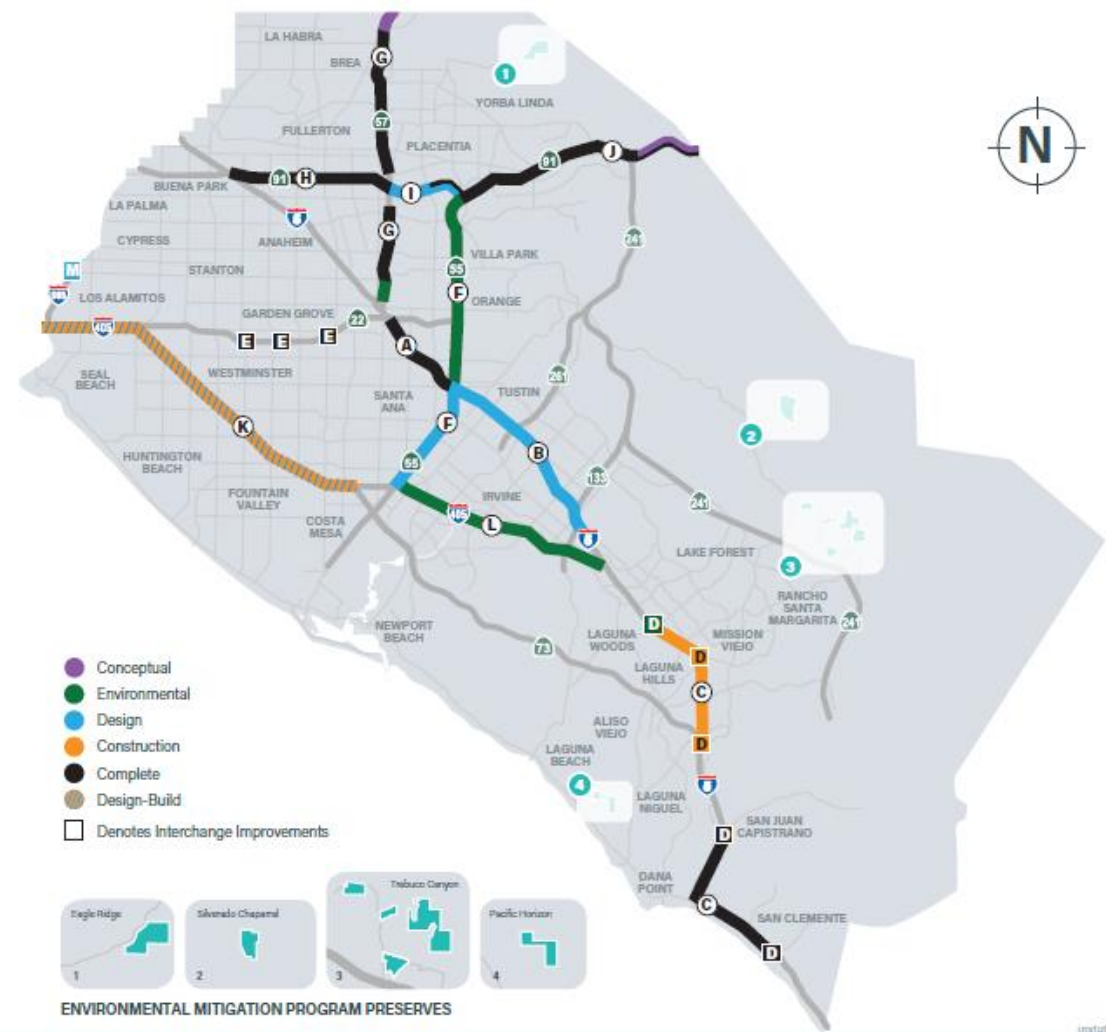 LA HABRA
BREA
G
1
YORBA LINDA
57
FULLERTON
PLACENTIA
N
91
J
91
H
I
BUENA PARK
LA PALMA
5
G
CYPRESS
ANAHEIM
241
VILLA PARK
STANTON
55
M
LOS ALAMITOS
605
F
ORANGE
GARDEN GROVE
22
405
E
E
E
A
SEAL
BEACH
WESTMINSTER
261
SANTA
ANA
TUSTIN
2
K
F
B
HUNTINGTON
BEACH
55
133
FOUNTAIN
VALLEY
IRVINE
241
COSTA
MESA
405
L
5
LAKE FOREST
3
RANCHO
SANTA
MARGARITA
241
NEWPORT
BEACH
D
LAGUNA
WOODS
MISSION
VIEJO
73
D
LAGUNA
HILLS
C
ALISO
VIEJO
D
LAGUNA
BEACH
4
5
LAGUNA
NIGUEL
SAN JUAN
CAPISTRANO
D
DANA
POINT
C
SAN CLEMENTE
D
Conceptual
Environmental
Design
Construction
Complete
Design-Build
Denotes Interchange Improvements
Eagle Ridge
1
Silverado Chaparral
2
Trabuco Canyon
3
Pacific Horizon
4
ENVIRONMENTAL MITIGATION PROGRAM PRESERVES